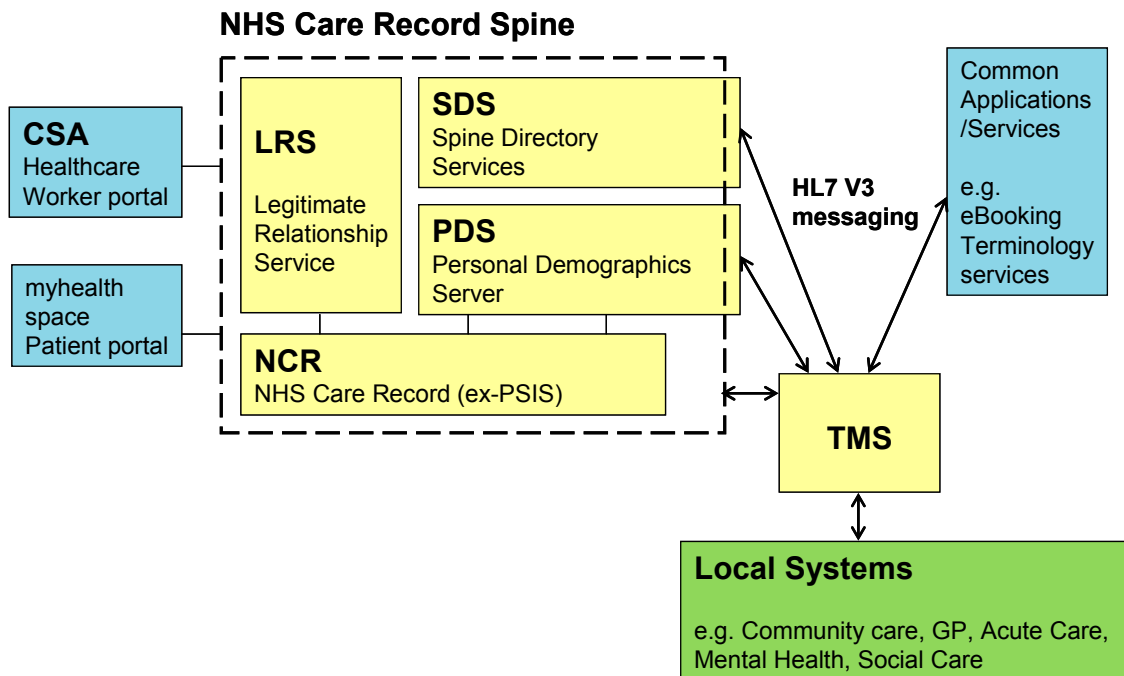 NHS Care Record Spine
CSA
Healthcare
Worker portal
myhealth
space
Patient portal
LRS
Legitimate
Relationship
Service
SDS
Spine Directory
Services
PDS
Personal Demographics
Server
NCR
NHS Care Record (ex-PSIS)
HL7 V3
messaging
Common
Applications
/Services
e.g.
eBooking
Terminology
services
TMS
Local Systems
e.g. Community care, GP, Acute Care,
Mental Health, Social Care